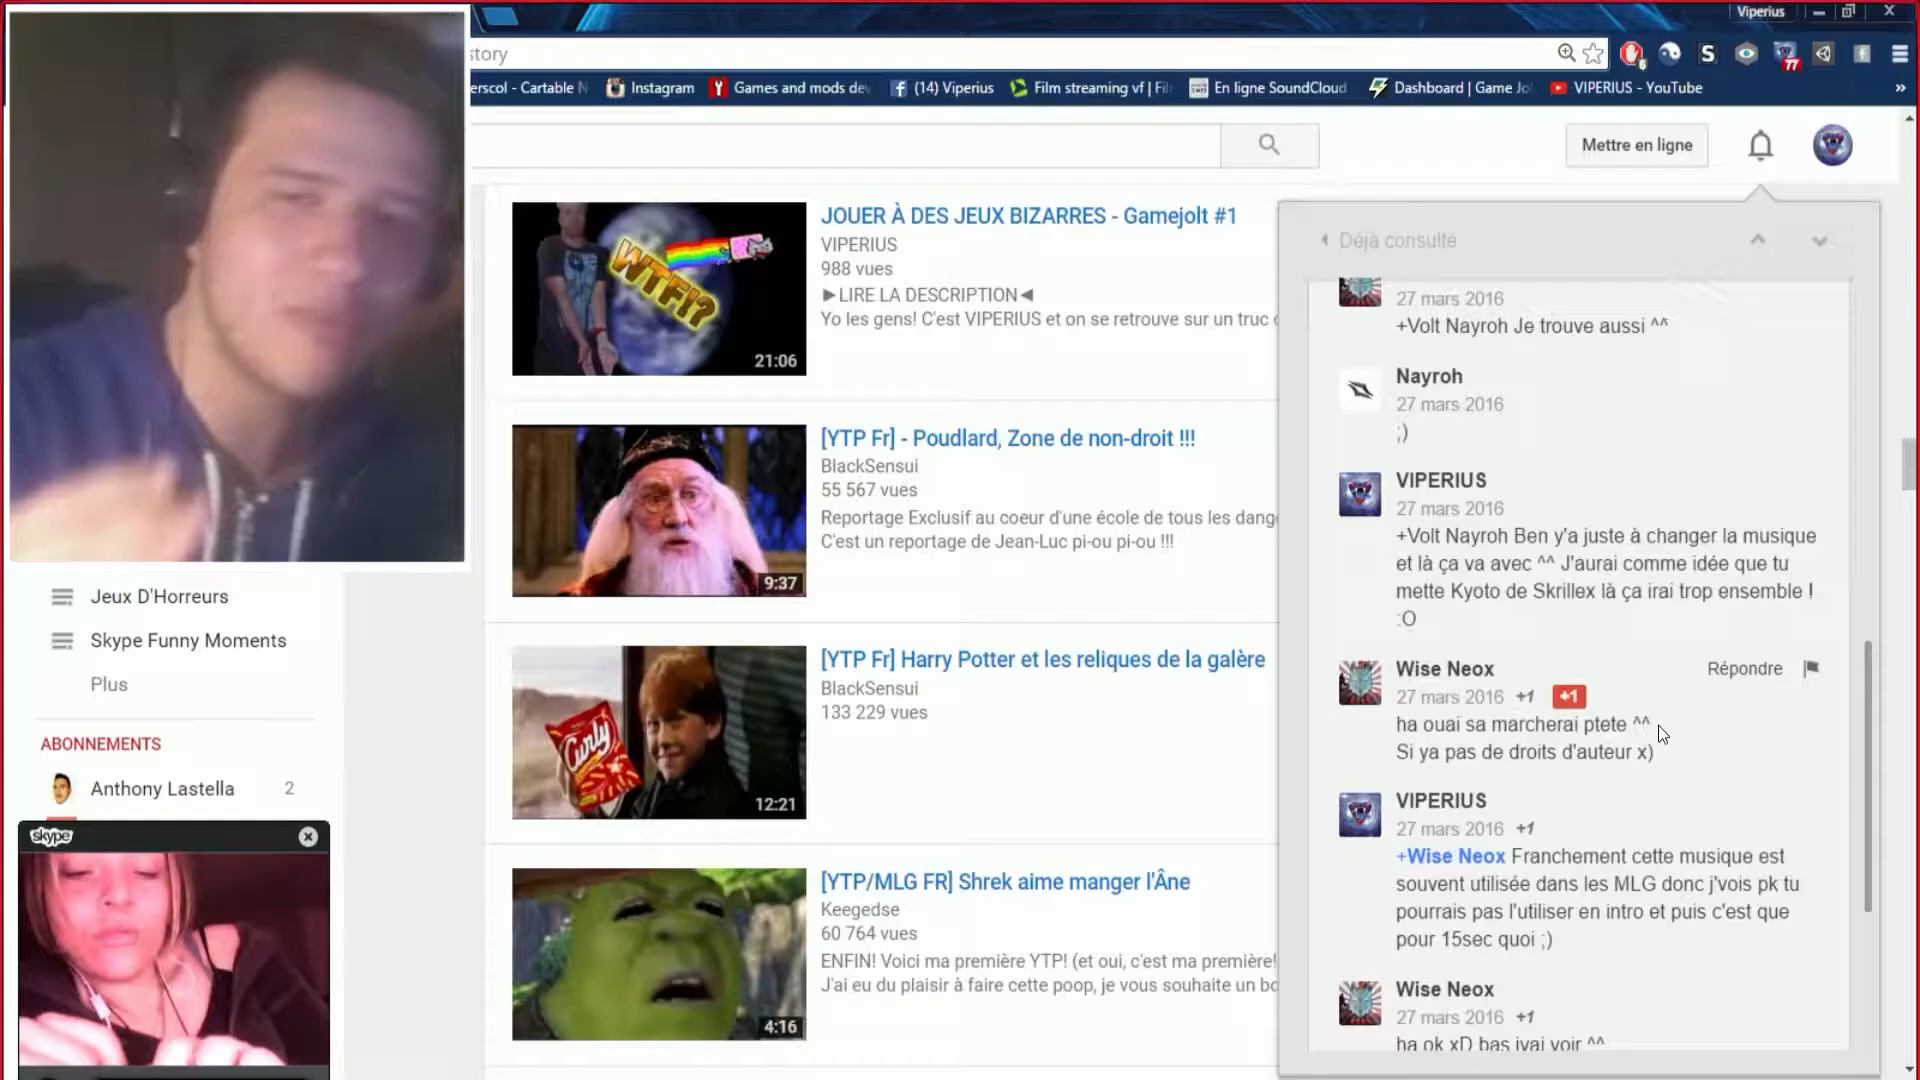 Viperius
story
erscol - Cartable N
Instagram
Games and mods dev
(14) Viperius
Film streaming vf | Fil
En ligne SoundCloud
Dashboard | Game Jo
VIPERIUS - YouTube
»
6
77
Mettre en ligne
JOUER À DES JEUX BIZARRES - Gamejolt #1
VIPERIUS
988 vues
►LIRE LA DESCRIPTION◄
Yo les gens! C'est VIPERIUS et on se retrouve sur un truc
WTF!?
21:06
[YTP Fr] - Poudlard, Zone de non-droit !!!
BlackSensui
55 567 vues
Reportage Exclusif au coeur d'une école de tous les dang
C'est un reportage de Jean-Luc pi-ou pi-ou !!!
9:37
[YTP Fr] Harry Potter et les reliques de la galère
BlackSensui
133 229 vues
Curly
12:21
[YTP/MLG FR] Shrek aime manger l'Âne
Keegedse
60 764 vues
ENFIN! Voici ma première YTP! (et oui, c'est ma première!
J'ai eu du plaisir à faire cette poop, je vous souhaite un bo
4:16
Jeux D'Horreurs
Skype Funny Moments
Plus
ABONNEMENTS
Anthony Lastella 2
skype
Déjà consulté
27 mars 2016
+Volt Nayroh Je trouve aussi ^^
Nayroh
27 mars 2016
;)
VIPERIUS
27 mars 2016
+Volt Nayroh Ben y'a juste à changer la musique
et là ça va avec ^^ J'aurai comme idée que tu
mette Kyoto de Skrillex là ça irai trop ensemble !
:O
Wise Neox
Répondre
27 mars 2016 +1 +1
ha ouai sa marcherai ptete ^^
Si ya pas de droits d'auteur x)
VIPERIUS
27 mars 2016 +1
+Wise Neox Franchement cette musique est
souvent utilisée dans les MLG donc j'vois pk tu
pourrais pas l'utiliser en intro et puis c'est que
pour 15sec quoi ;)
Wise Neox
27 mars 2016 +1
ha ok xD bas jvai voir ^^